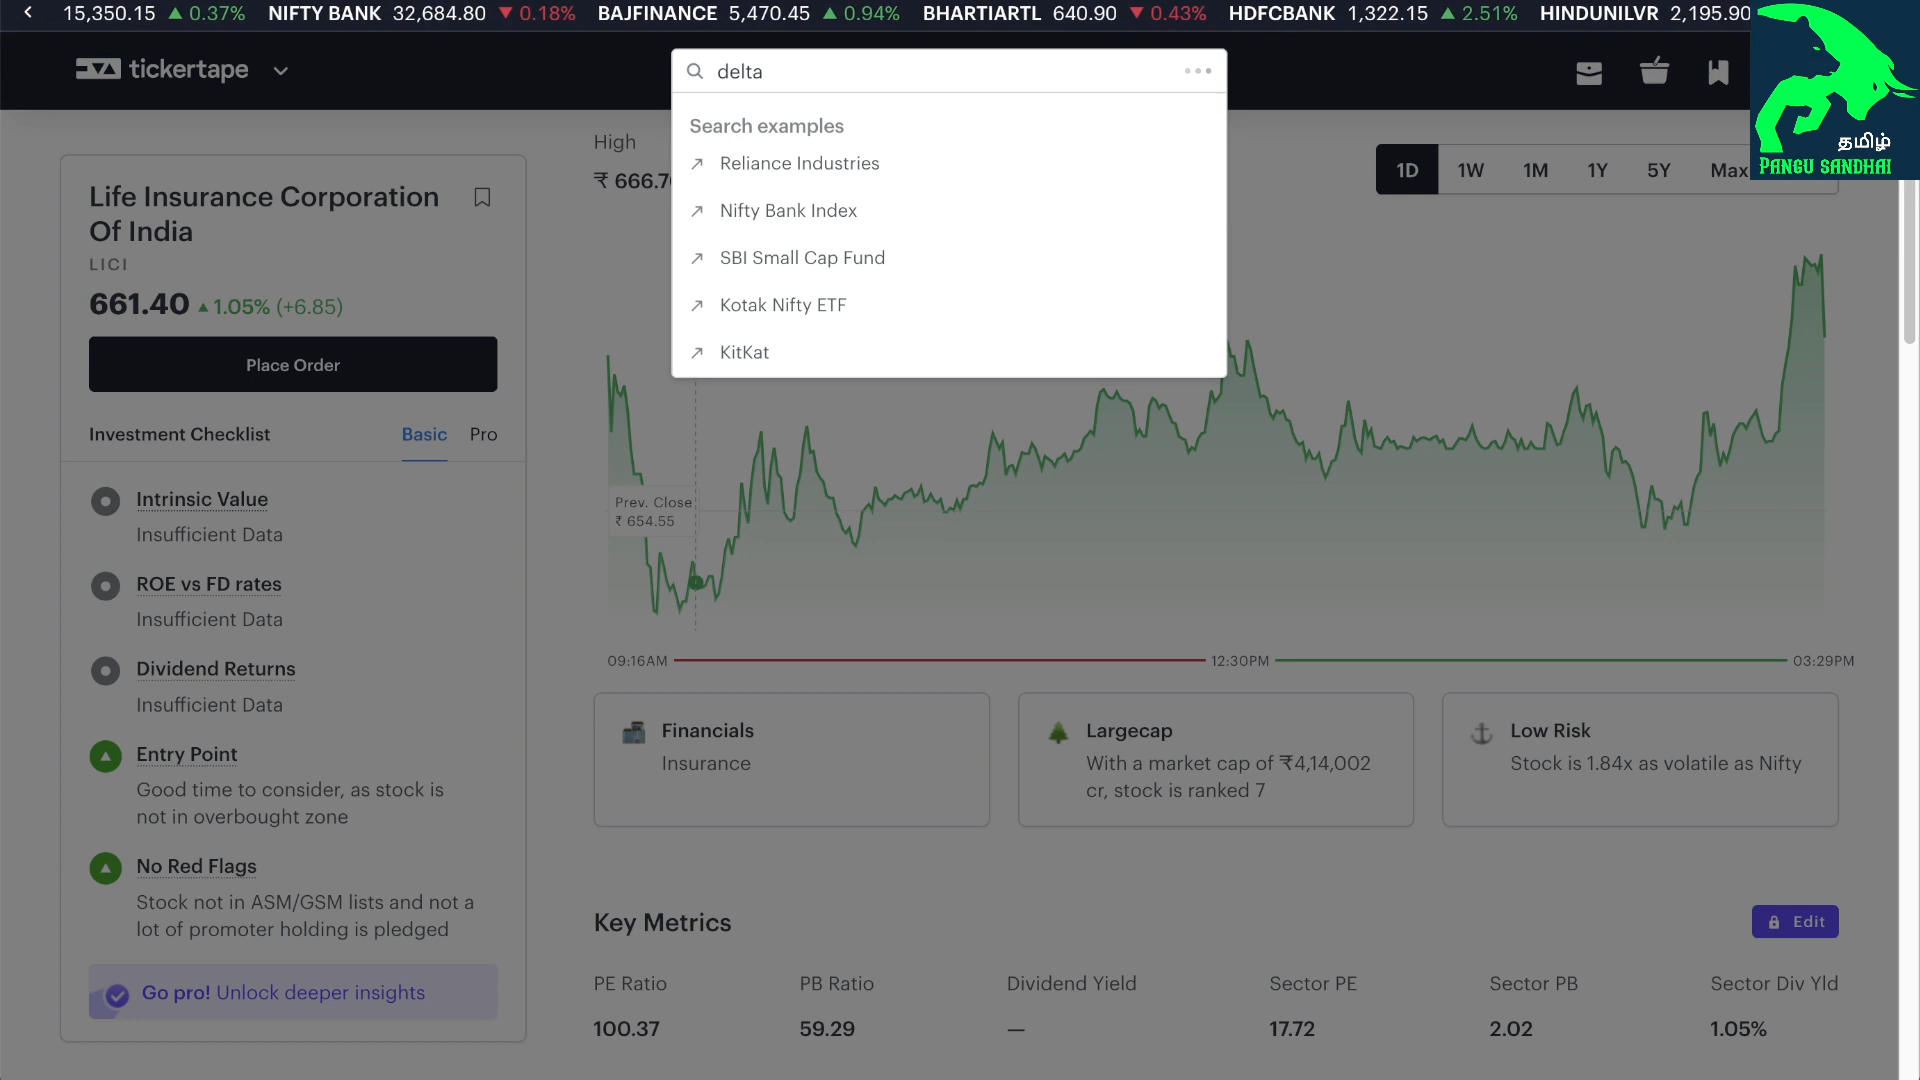 15,350.15 ▲ 0.37% NIFTY BANK 32,684.80 ▼ 0.18% BAJFINANCE 5,470.45 ▲ 0.94% BHARTIARTL 640.90 ▼ 0.43% HDFCBANK 1,322.15 ▲ 2.51% HINDUNILVR 2,195.90
tickertape
delta
Search examples
Reliance Industries
Nifty Bank Index
SBI Small Cap Fund
Kotak Nifty ETF
KitKat
தமிழ்
PANGU SANDHAI
Life Insurance Corporation
Of India
LICI
661.40 ▲ 1.05% (+6.85)
Place Order
Investment Checklist Basic Pro
Intrinsic Value
Insufficient Data
ROE vs FD rates
Insufficient Data
Dividend Returns
Insufficient Data
Entry Point
Good time to consider, as stock is
not in overbought zone
No Red Flags
Stock not in ASM/GSM lists and not a
lot of promoter holding is pledged
Go pro! Unlock deeper insights
High
₹ 666.7
1D 1W 1M 1Y 5Y Max
Prev. Close
₹ 654.55
09:16AM 12:30PM 03:29PM
Financials
Insurance
Largecap
With a market cap of ₹4,14,002
cr, stock is ranked 7
Low Risk
Stock is 1.84x as volatile as Nifty
Key Metrics
Edit
PE Ratio PB Ratio Dividend Yield Sector PE Sector PB Sector Div Yld
100.37 59.29 — 17.72 2.02 1.05%